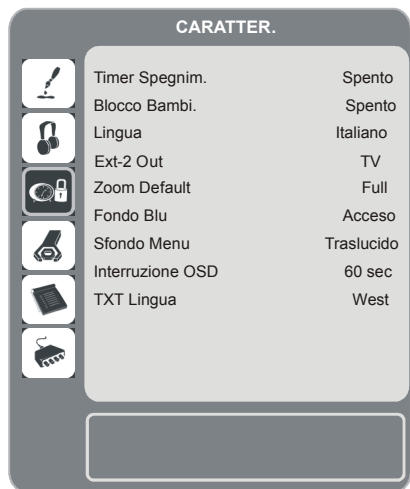 CARATTER.
Timer Spegnim. Spento
Blocco Bambi. Spento
Lingua Italiano
Ext-2 Out TV
Zoom Default Full
Fondo Blu Acceso
Sfondo Menu Traslucido
Interruzione OSD 60 sec
TXT Lingua West